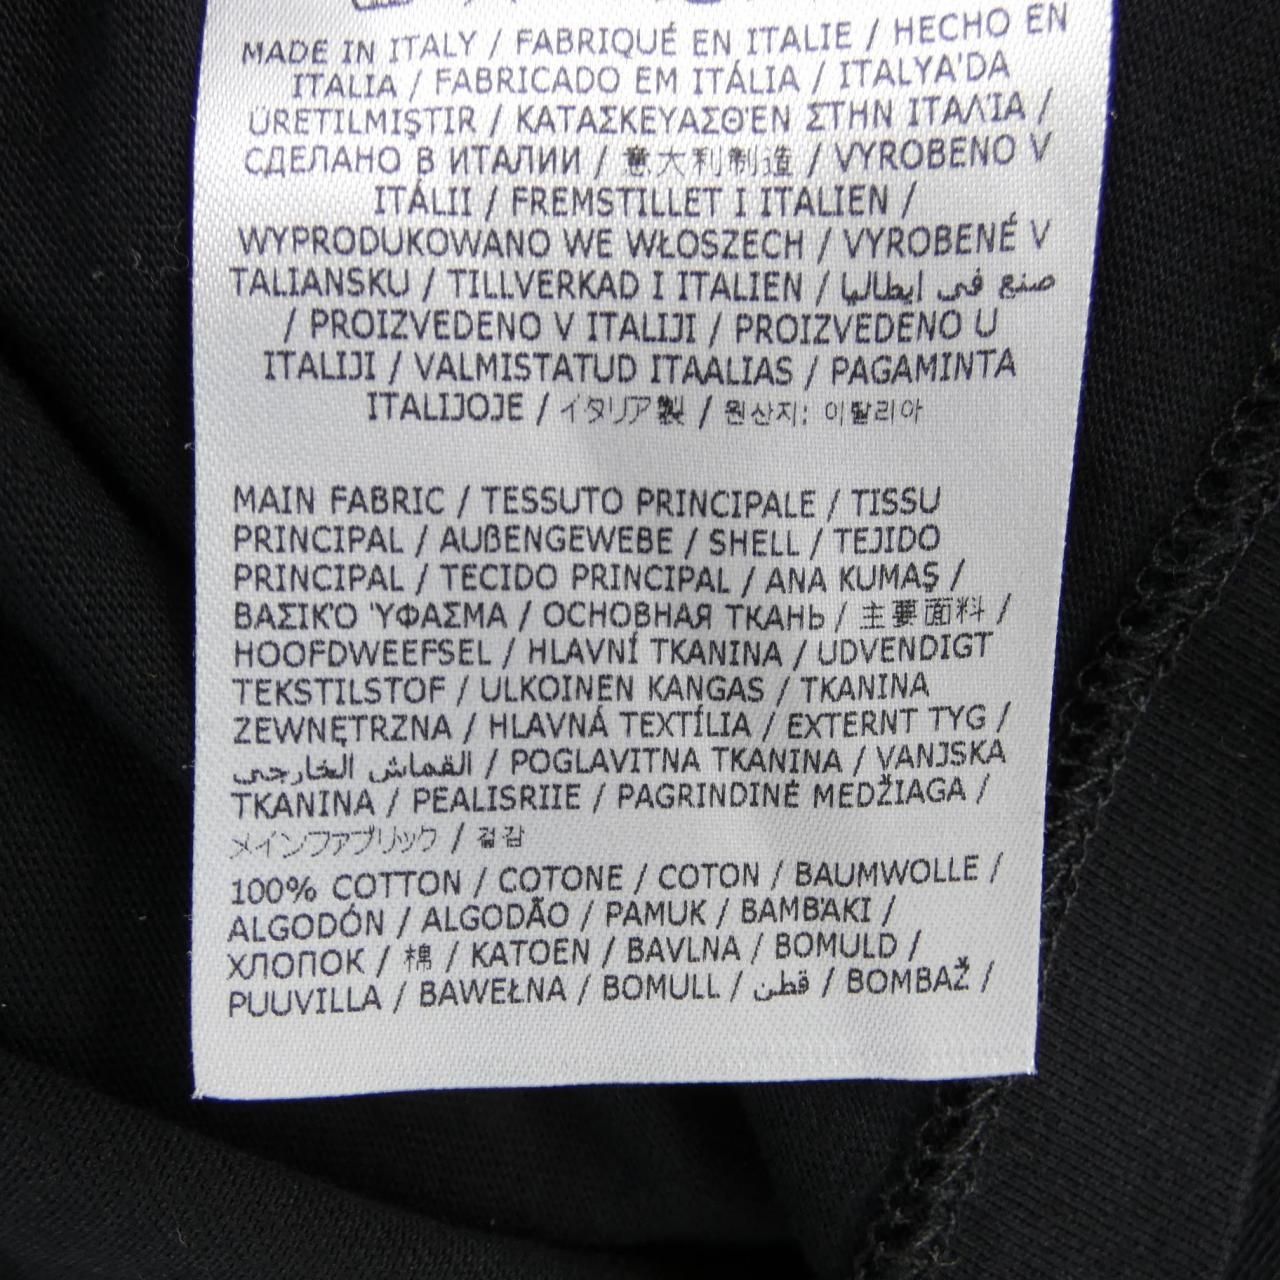 MADE IN ITALY / FABRIQUÉ EN ITALIE / HECHO EN
ITALIA / FABRICADO EM ITÁLIA / ITALYA'DA
ÜRETILMIŞTIR / ΚΑΤΑΣΚΕΥΑΣΘΈΝ ΣΤΗΝ ΙΤΑΛΊΑ /
СДЕЛАНО В ИТАЛИИ / 意大利制造 / VYROBENO V
ITÁLII / FREMSTILLET I ITALIEN /
WYPRODUKOWANO WE WŁOSZECH / VYROBENÉ V
TALIANSKU / TILLVERKAD I ITALIEN / صنع في ايطاليا
/ PROIZVEDENO V ITALIJI / PROIZVEDENO U
ITALIJI / VALMISTATUD ITAALIAS / PAGAMINTA
ITALIJOJE / イタリア製 / 원산지: 이탈리아
MAIN FABRIC / TESSUTO PRINCIPALE / TISSU
PRINCIPAL / AUßENGEWEBE / SHELL / TEJIDO
PRINCIPAL / TECIDO PRINCIPAL / ANA KUMAŞ /
ΒΑΣΙΚΌ ΎΦΑΣΜΑ / ОСНОВНАЯ ТКАНЬ / 主要面料 /
HOOFDWEEFSEL / HLAVNÍ TKANINA / UDVENDIGT
TEKSTILSTOF / ULKOINEN KANGAS / TKANINA
ZEWNĘTRZNA / HLAVNÁ TEXTÍLIA / EXTERNT TYG /
القماش الخارجي / POGLAVITNA TKANINA / VANJSKA
TKANINA / PEALISRIIE / PAGRINDINĖ MEDŽIAGA /
メインファブリック / 겉감
100% COTTON / COTONE / COTON / BAUMWOLLE /
ALGODÓN / ALGODÃO / PAMUK / ΒΑΜΒΆΚΙ /
ХЛОПОК / 棉 / KATOEN / BAVLNA / BOMULD /
PUUVILLA / BAWEŁNA / BOMULL / قطن / BOMBAŽ /